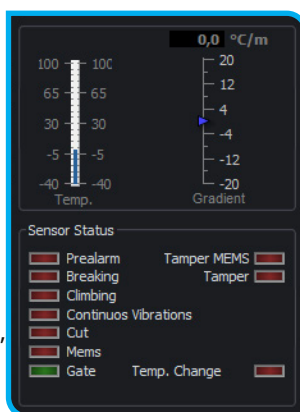 0,0 °C/m
100 100 20
65 65 12
30 30 4
-5 -5 -4
-12
-40 -40 -20
Temp. Gradient
Sensor Status
Prealarm Tamper MEMS
Breaking Tamper
Climbing
Continuos Vibrations
Cut
Mems
Gate Temp. Change
,